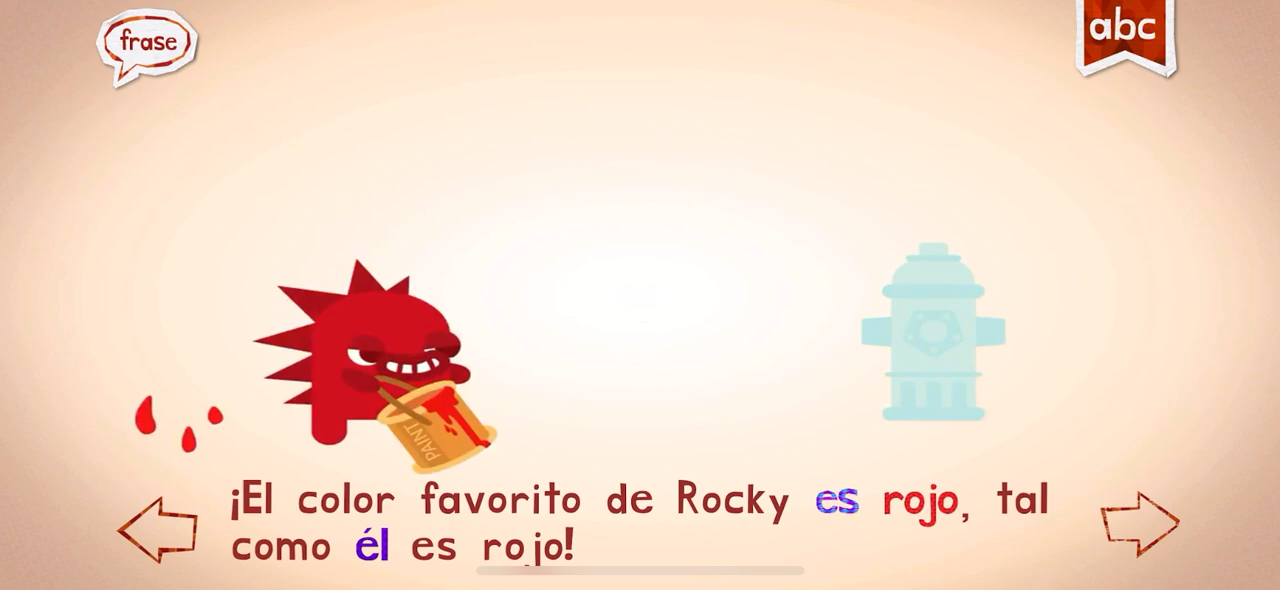 frase
abc
PAINT
¡El color favorito de Rocky es rojo, tal
como él es rojo!